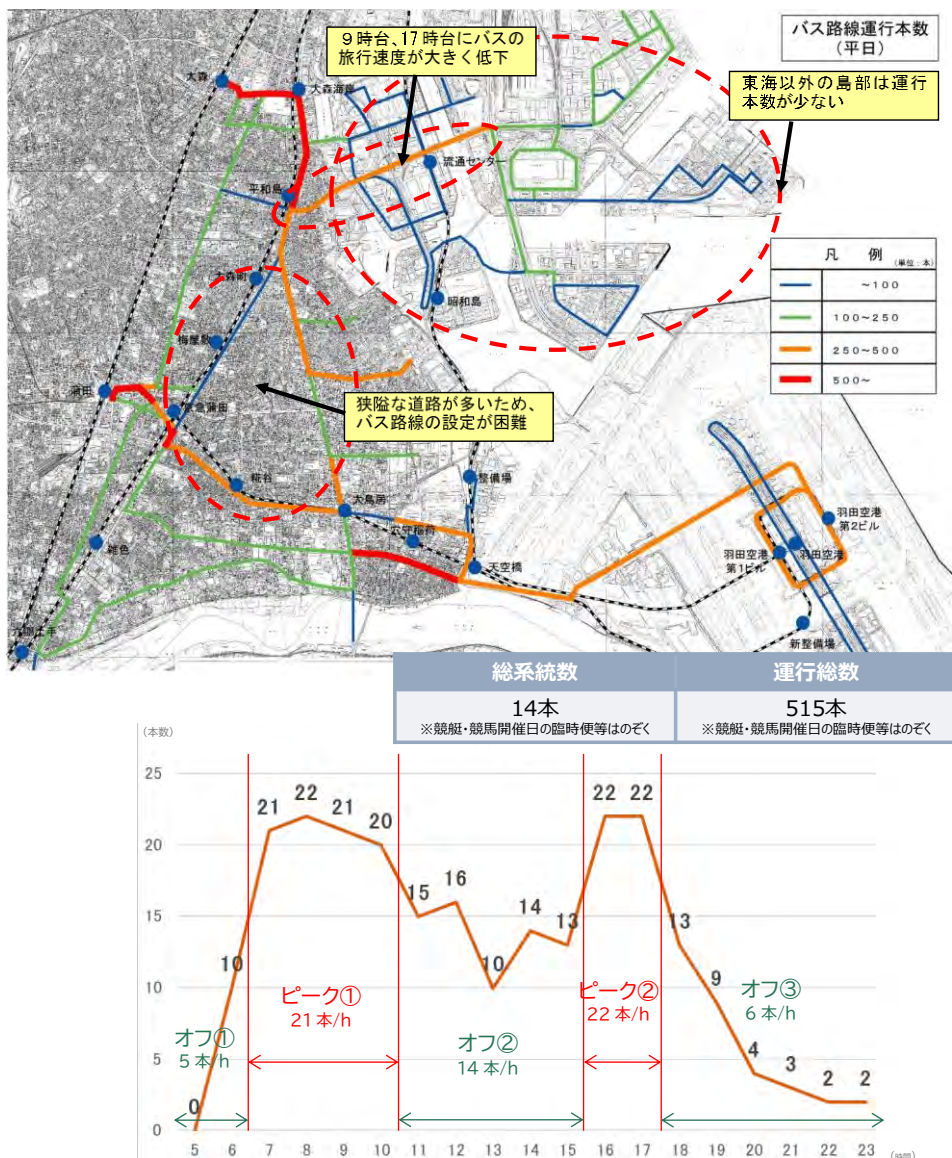 バス路線運行本数
(平日)
9時台、17時台にバスの
旅行速度が大きく低下
東海以外の島部は運行
本数が少ない
大森
大森海岸
流通センター
平和島
大森町
昭和島
梅屋敷
凡 例 (単位:本)
~100
100~250
250~500
500~
蒲田
急蒲田
狭隘な道路が多いため、
バス路線の設定が困難
糀谷
整備場
大鳥居
穴守稲荷
天空橋
雑色
羽田空港
第2ビル
羽田空港
第1ビル
羽田空港
新整備場
総系統数
運行総数
14本
515本
※競艇・競馬開催日の臨時便等はのぞく
※競艇・競馬開催日の臨時便等はのぞく
(本数)
25
20
15
10
5
0
0
10
21
22
21
20
15
16
10
14
13
22
22
13
9
4
3
2
2
オフ①
5本/h
ピーク①
21本/h
オフ②
14本/h
ピーク②
22本/h
オフ③
6本/h
5 6 7 8 9 10 11 12 13 14 15 16 17 18 19 20 21 22 23 (時間)